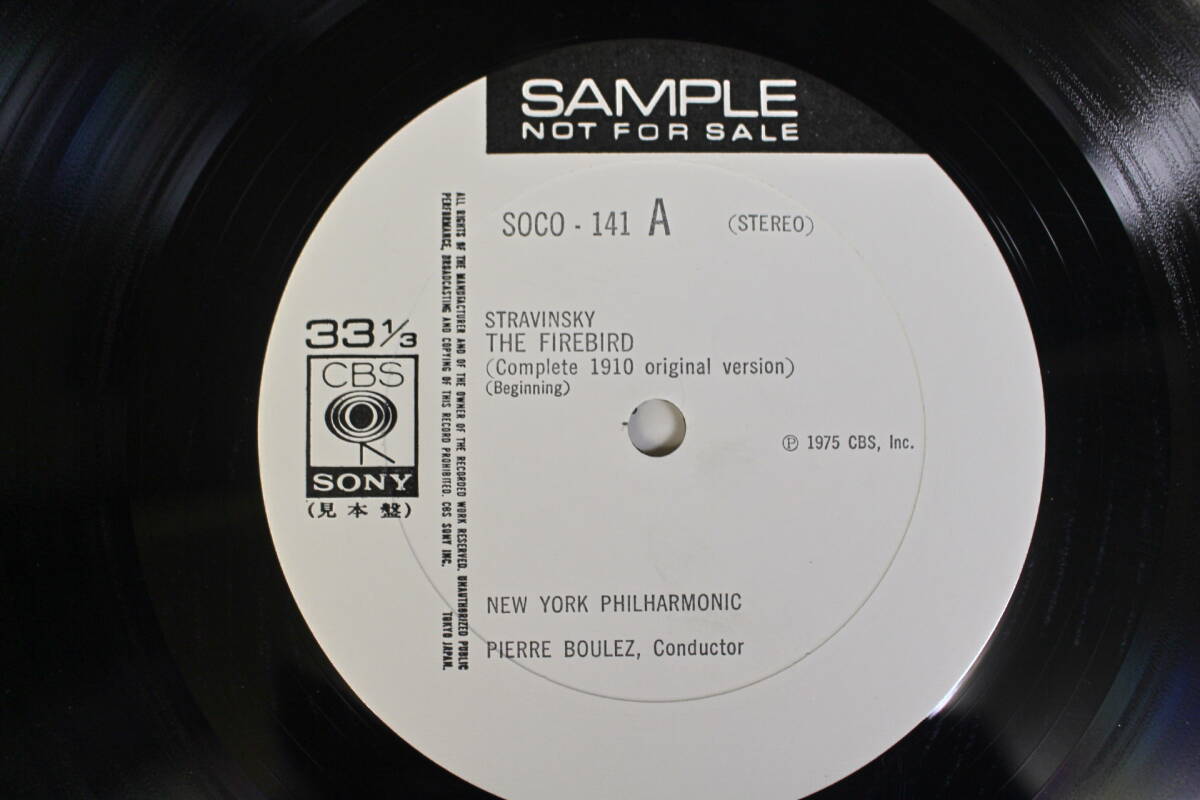 SAMPLE
NOT FOR SALE
SOCO - 141 A (STEREO)
STRAVINSKY
THE FIREBIRD
(Complete 1910 original version)
(Beginning)
33 1/3
CBS
SONY
(見本盤)
ALL RIGHTS OF THE MANUFACTURER AND OF THE OWNER OF THE RECORDED WORK RESERVED. UNAUTHORIZED PUBLIC
PERFORMANCE, BROADCASTING AND COPYING OF THIS RECORD PROHIBITED. CBS SONY INC. TOKYO JAPAN.
℗ 1975 CBS, Inc.
NEW YORK PHILHARMONIC
PIERRE BOULEZ, Conductor